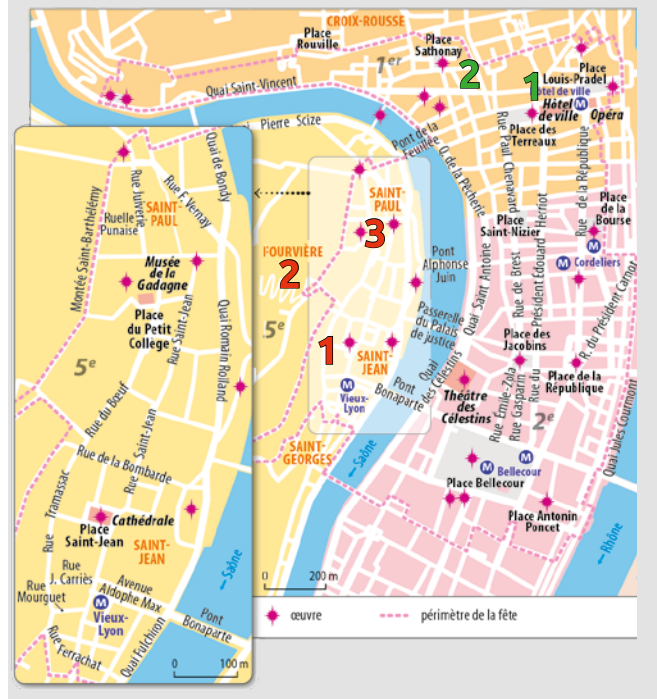 CROIX-ROUSSE
Place
Rouville
Place
Sathonay
1er
2
1
Place
Louis-Pradel
Hôtel de ville
M
Hôtel
de ville
Opéra
Place des
Terreaux
Quai Saint-Vincent
Pierre Scize
Pont de la
Feuillée
Q. de la Pêcherie
Rue Paul Chenavard
Rue de la République
SAINT-
PAUL
3
FOURVIÈRE
2
5e
1
SAINT-
JEAN
M
Vieux-
Lyon
SAINT-
GEORGES
Place
Saint-Nizier
Place
de la
Bourse
M
M Cordeliers
Pont
Alphonse
Juin
Passerelle
du Palais
de justice
Quai Saint Antoine
Rue de Brest
Rue du Président Édouard Herriot
R. du Président Carnot
Place des
Jacobins
Place de la
République
Quai des Célestins
Pont
Bonaparte
Théâtre
des
Célestins
Rue Émile-Zola
Rue Gasparin
2e
Quai Jules Courmont
M
M Bellecour
Place Bellecour
Place Antonin
Poncet
←Saône
←Rhône
0 200 m
œuvre
périmètre de la fête
Quai de Bondy
Rue Juiverie
Rue F. Vernay
SAINT-
PAUL
Ruelle
Punaise
Montée Saint-Barthélémy
Musée
de la
Gadagne
Place
du Petit
Collège
Rue Saint-Jean
Quai Romain Rolland
5e
Rue du Bœuf
Rue Saint-Jean
Rue de la Bombarde
Rue Tramassac
Cathédrale
Place
Saint-Jean
SAINT-
JEAN
Rue
J. Carriès
Rue
Mourguet
Avenue
Aldophe Max
M
Vieux-
Lyon
Rue Ferrachat
Quai Fulchiron
Pont
Bonaparte
←Saône
0 100 m